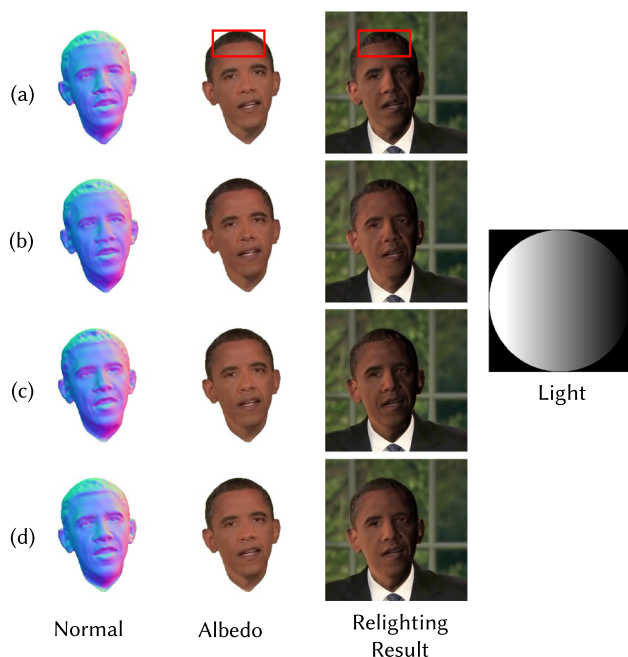 (a)
(b)
(c)
Light
(d)
Normal
Albedo
Relighting
Result